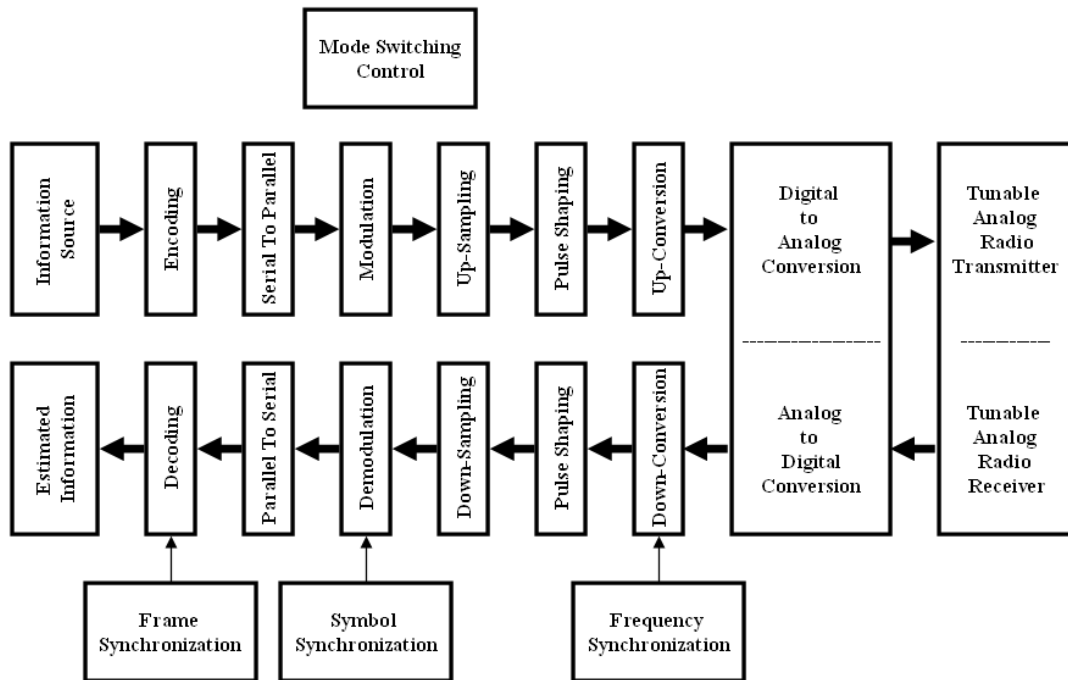 Mode Switching
Control
Information
Source
Encoding
Serial To Parallel
Modulation
Up-Sampling
Pulse Shaping
Up-Conversion
Digital
to
Analog
Conversion
Tunable
Analog
Radio
Transmitter
--------------------
-------------
Estimated
Information
Decoding
Parallel To Serial
Demodulation
Down-Sampling
Pulse Shaping
Down-Conversion
Analog
to
Digital
Conversion
Tunable
Analog
Radio
Receiver
Frame
Synchronization
Symbol
Synchronization
Frequency
Synchronization